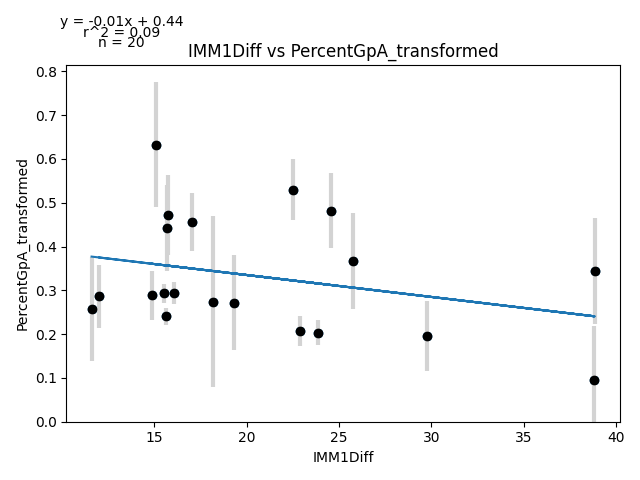 y = -0.01x + 0.44
r^2 = 0.09
n = 20
IMM1Diff vs PercentGpA_transformed
PercentGpA_transformed
0.8
0.7
0.6
0.5
0.4
0.3
0.2
0.1
0.0
15
20
25
30
35
40
IMM1Diff